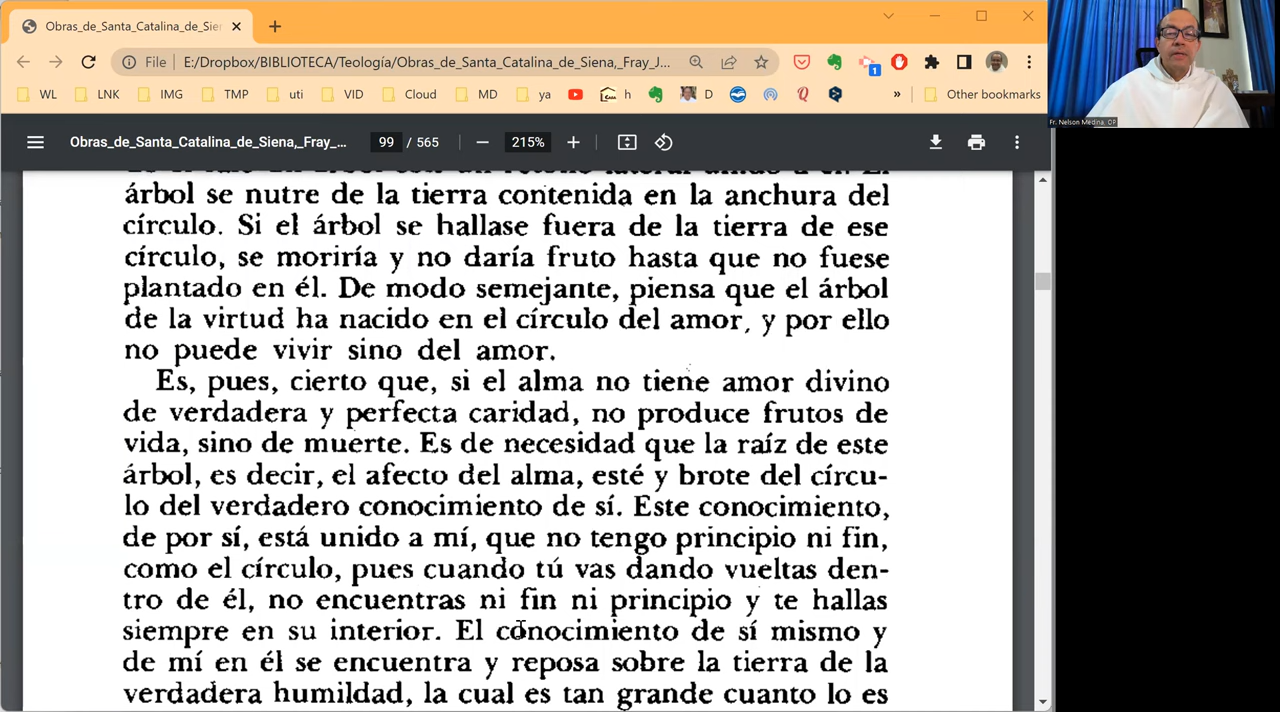 Obras_de_Santa_Catalina_de_Sie
File E:/Dropbox/BIBLIOTECA/Teología/Obras_de_Santa_Catalina_de_Siena,_Fray_J...
1
WL LNK IMG TMP uti VID Cloud MD ya h D » Other bookmarks
Obras_de_Santa_Catalina_de_Siena,_Fray_... 99 / 565 215%
Fr. Nelson Medina, OP
árbol se nutre de la tierra contenida en la anchura del
círculo. Si el árbol se hallase fuera de la tierra de ese
círculo, se moriría y no daría fruto hasta que no fuese
plantado en él. De modo semejante, piensa que el árbol
de la virtud ha nacido en el círculo del amor, y por ello
no puede vivir sino del amor.
Es, pues, cierto que, si el alma no tiene amor divino
de verdadera y perfecta caridad, no produce frutos de
vida, sino de muerte. Es de necesidad que la raíz de este
árbol, es decir, el afecto del alma, esté y brote del círcu-
lo del verdadero conocimiento de sí. Este conocimiento,
de por sí, está unido a mí, que no tengo principio ni fin,
como el círculo, pues cuando tú vas dando vueltas den-
tro de él, no encuentras ni fin ni principio y te hallas
siempre en su interior. El conocimiento de sí mismo y
de mí en él se encuentra y reposa sobre la tierra de la
verdadera humildad, la cual es tan grande cuanto lo es